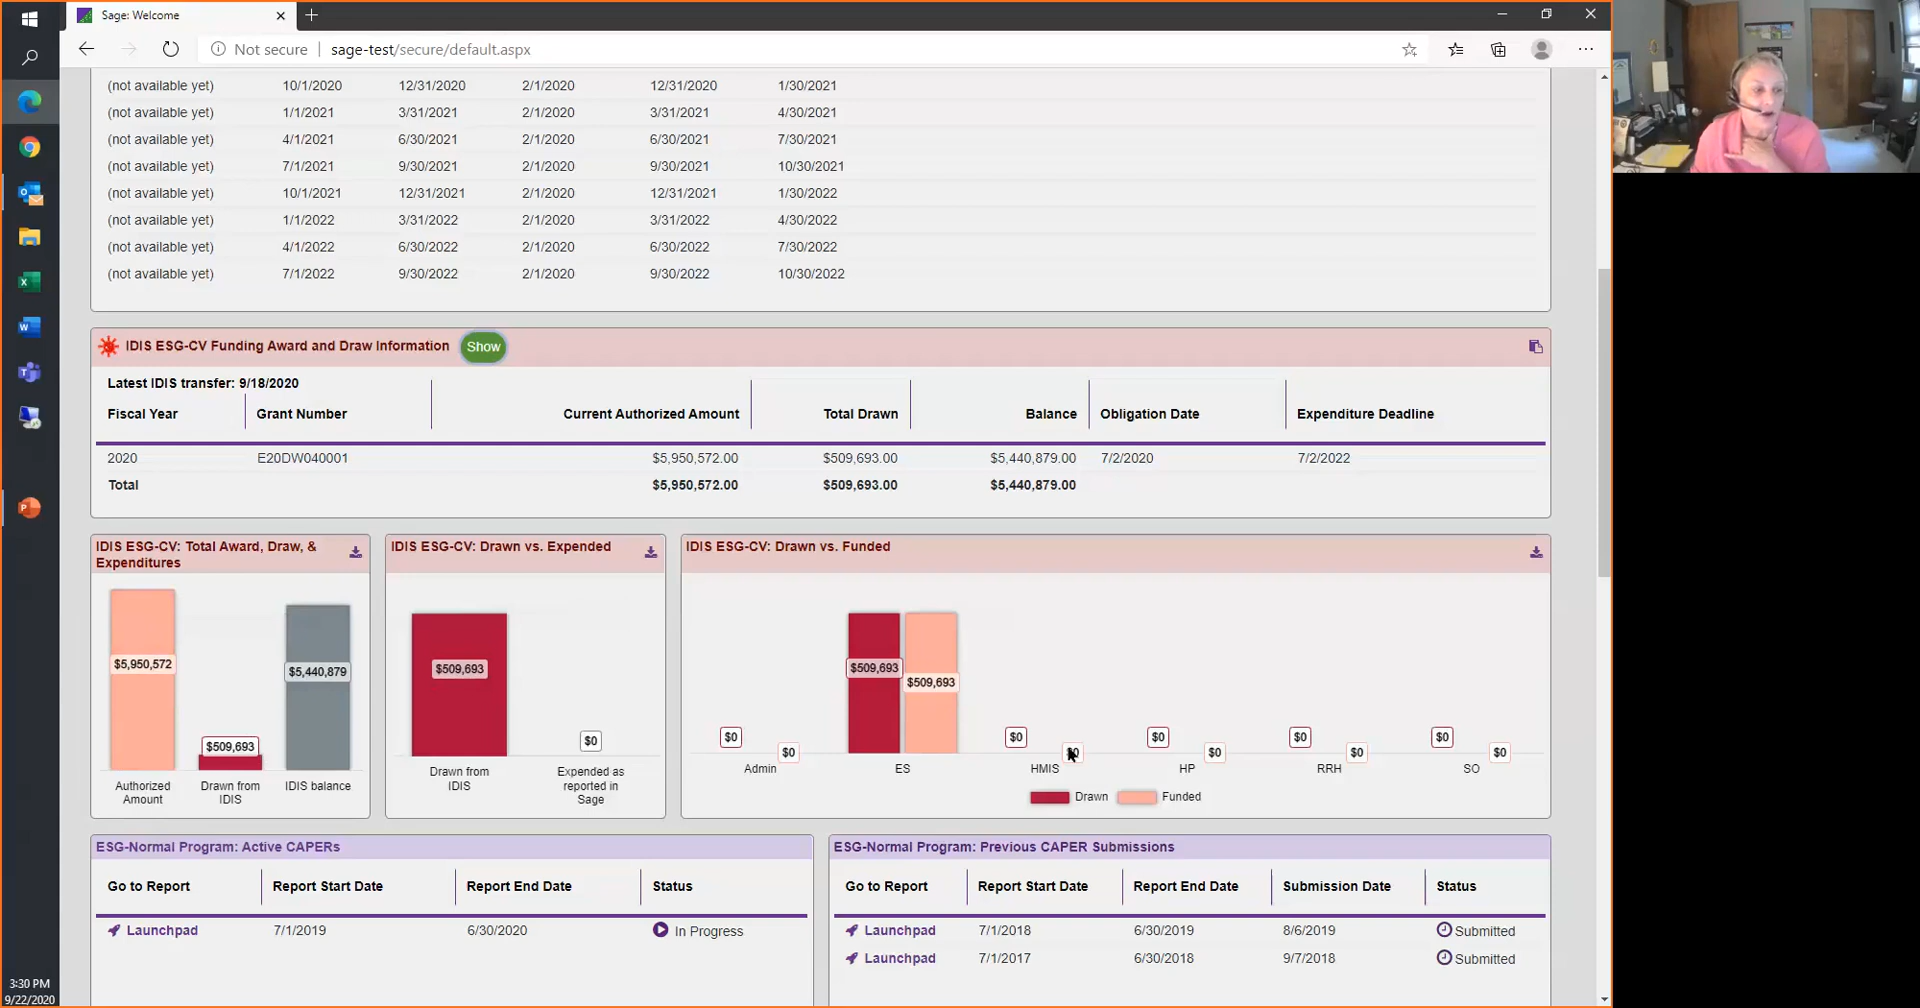 Sage: Welcome
Not secure | sage-test/secure/default.aspx
(not available yet) 10/1/2020 12/31/2020 2/1/2020 12/31/2020 1/30/2021
(not available yet) 1/1/2021 3/31/2021 2/1/2020 3/31/2021 4/30/2021
(not available yet) 4/1/2021 6/30/2021 2/1/2020 6/30/2021 7/30/2021
(not available yet) 7/1/2021 9/30/2021 2/1/2020 9/30/2021 10/30/2021
(not available yet) 10/1/2021 12/31/2021 2/1/2020 12/31/2021 1/30/2022
(not available yet) 1/1/2022 3/31/2022 2/1/2020 3/31/2022 4/30/2022
(not available yet) 4/1/2022 6/30/2022 2/1/2020 6/30/2022 7/30/2022
(not available yet) 7/1/2022 9/30/2022 2/1/2020 9/30/2022 10/30/2022
IDIS ESG-CV Funding Award and Draw Information Show
Latest IDIS transfer: 9/18/2020
Fiscal Year Grant Number Current Authorized Amount Total Drawn Balance Obligation Date Expenditure Deadline
2020 E20DW040001 $5,950,572.00 $509,693.00 $5,440,879.00 7/2/2020 7/2/2022
Total $5,950,572.00 $509,693.00 $5,440,879.00
IDIS ESG-CV: Total Award, Draw, &
Expenditures
$5,950,572
$509,693
$5,440,879
Authorized
Amount
Drawn from
IDIS
IDIS balance
IDIS ESG-CV: Drawn vs. Expended
$509,693
$0
Drawn from
IDIS
Expended as
reported in
Sage
IDIS ESG-CV: Drawn vs. Funded
$0 $0 $509,693 $509,693 $0 $0 $0 $0 $0 $0 $0
Admin ES HMIS HP RRH SO
Drawn Funded
ESG-Normal Program: Active CAPERs
Go to Report Report Start Date Report End Date Status
Launchpad 7/1/2019 6/30/2020 In Progress
ESG-Normal Program: Previous CAPER Submissions
Go to Report Report Start Date Report End Date Submission Date Status
Launchpad 7/1/2018 6/30/2019 8/6/2019 Submitted
Launchpad 7/1/2017 6/30/2018 9/7/2018 Submitted
3:30 PM
9/22/2020